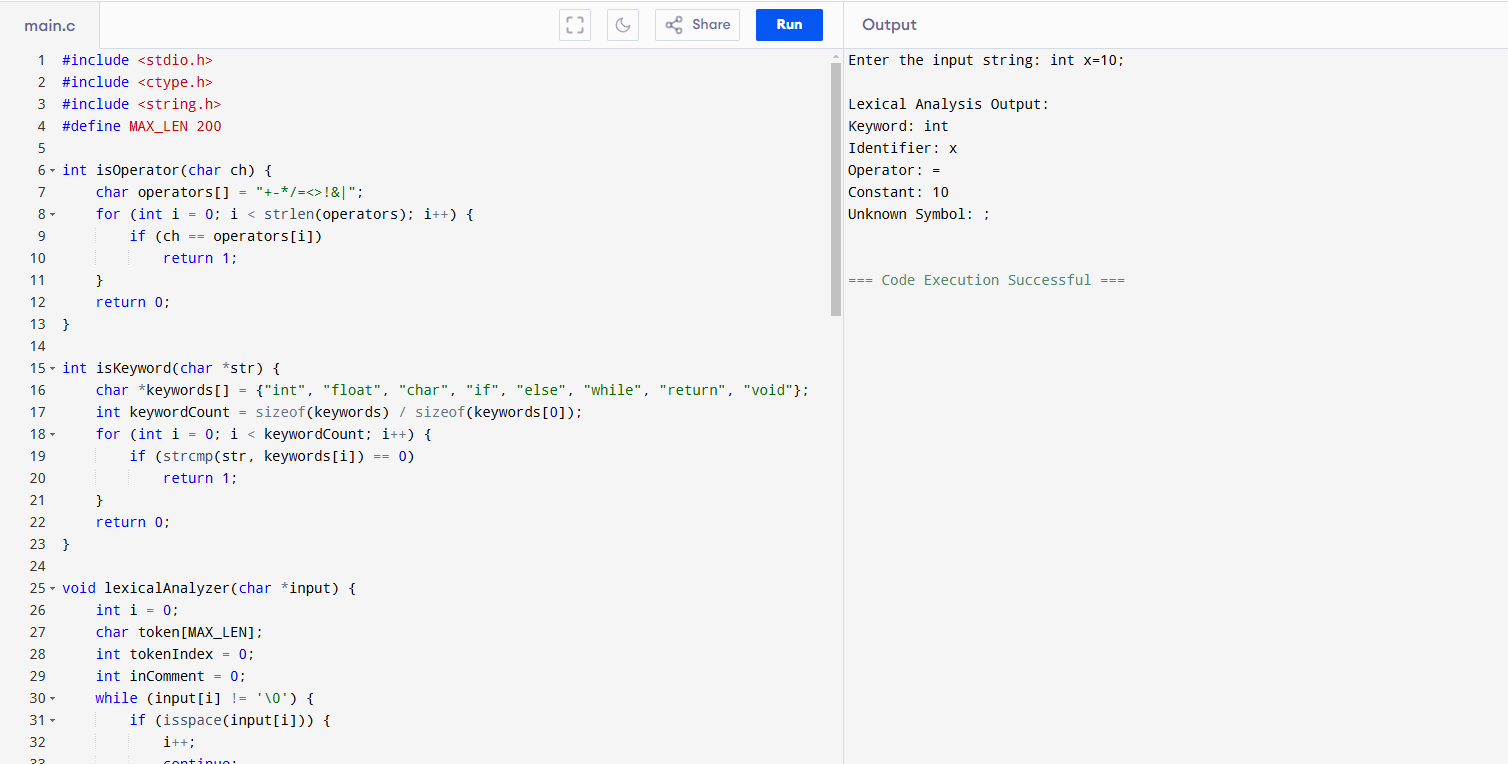 main.c
Share
Run
Output
1 #include <stdio.h>
2 #include <ctype.h>
3 #include <string.h>
4 #define MAX_LEN 200
5
6 int isOperator(char ch) {
7     char operators[] = "+-*/=<>!&|";
8     for (int i = 0; i < strlen(operators); i++) {
9         if (ch == operators[i])
10             return 1;
11     }
12     return 0;
13 }
14
15 int isKeyword(char *str) {
16     char *keywords[] = {"int", "float", "char", "if", "else", "while", "return", "void"};
17     int keywordCount = sizeof(keywords) / sizeof(keywords[0]);
18     for (int i = 0; i < keywordCount; i++) {
19         if (strcmp(str, keywords[i]) == 0)
20             return 1;
21     }
22     return 0;
23 }
24
25 void lexicalAnalyzer(char *input) {
26     int i = 0;
27     char token[MAX_LEN];
28     int tokenIndex = 0;
29     int inComment = 0;
30     while (input[i] != '\0') {
31         if (isspace(input[i])) {
32             i++;
33             continue;
Enter the input string: int x=10;
Lexical Analysis Output:
Keyword: int
Identifier: x
Operator: =
Constant: 10
Unknown Symbol: ;
=== Code Execution Successful ===